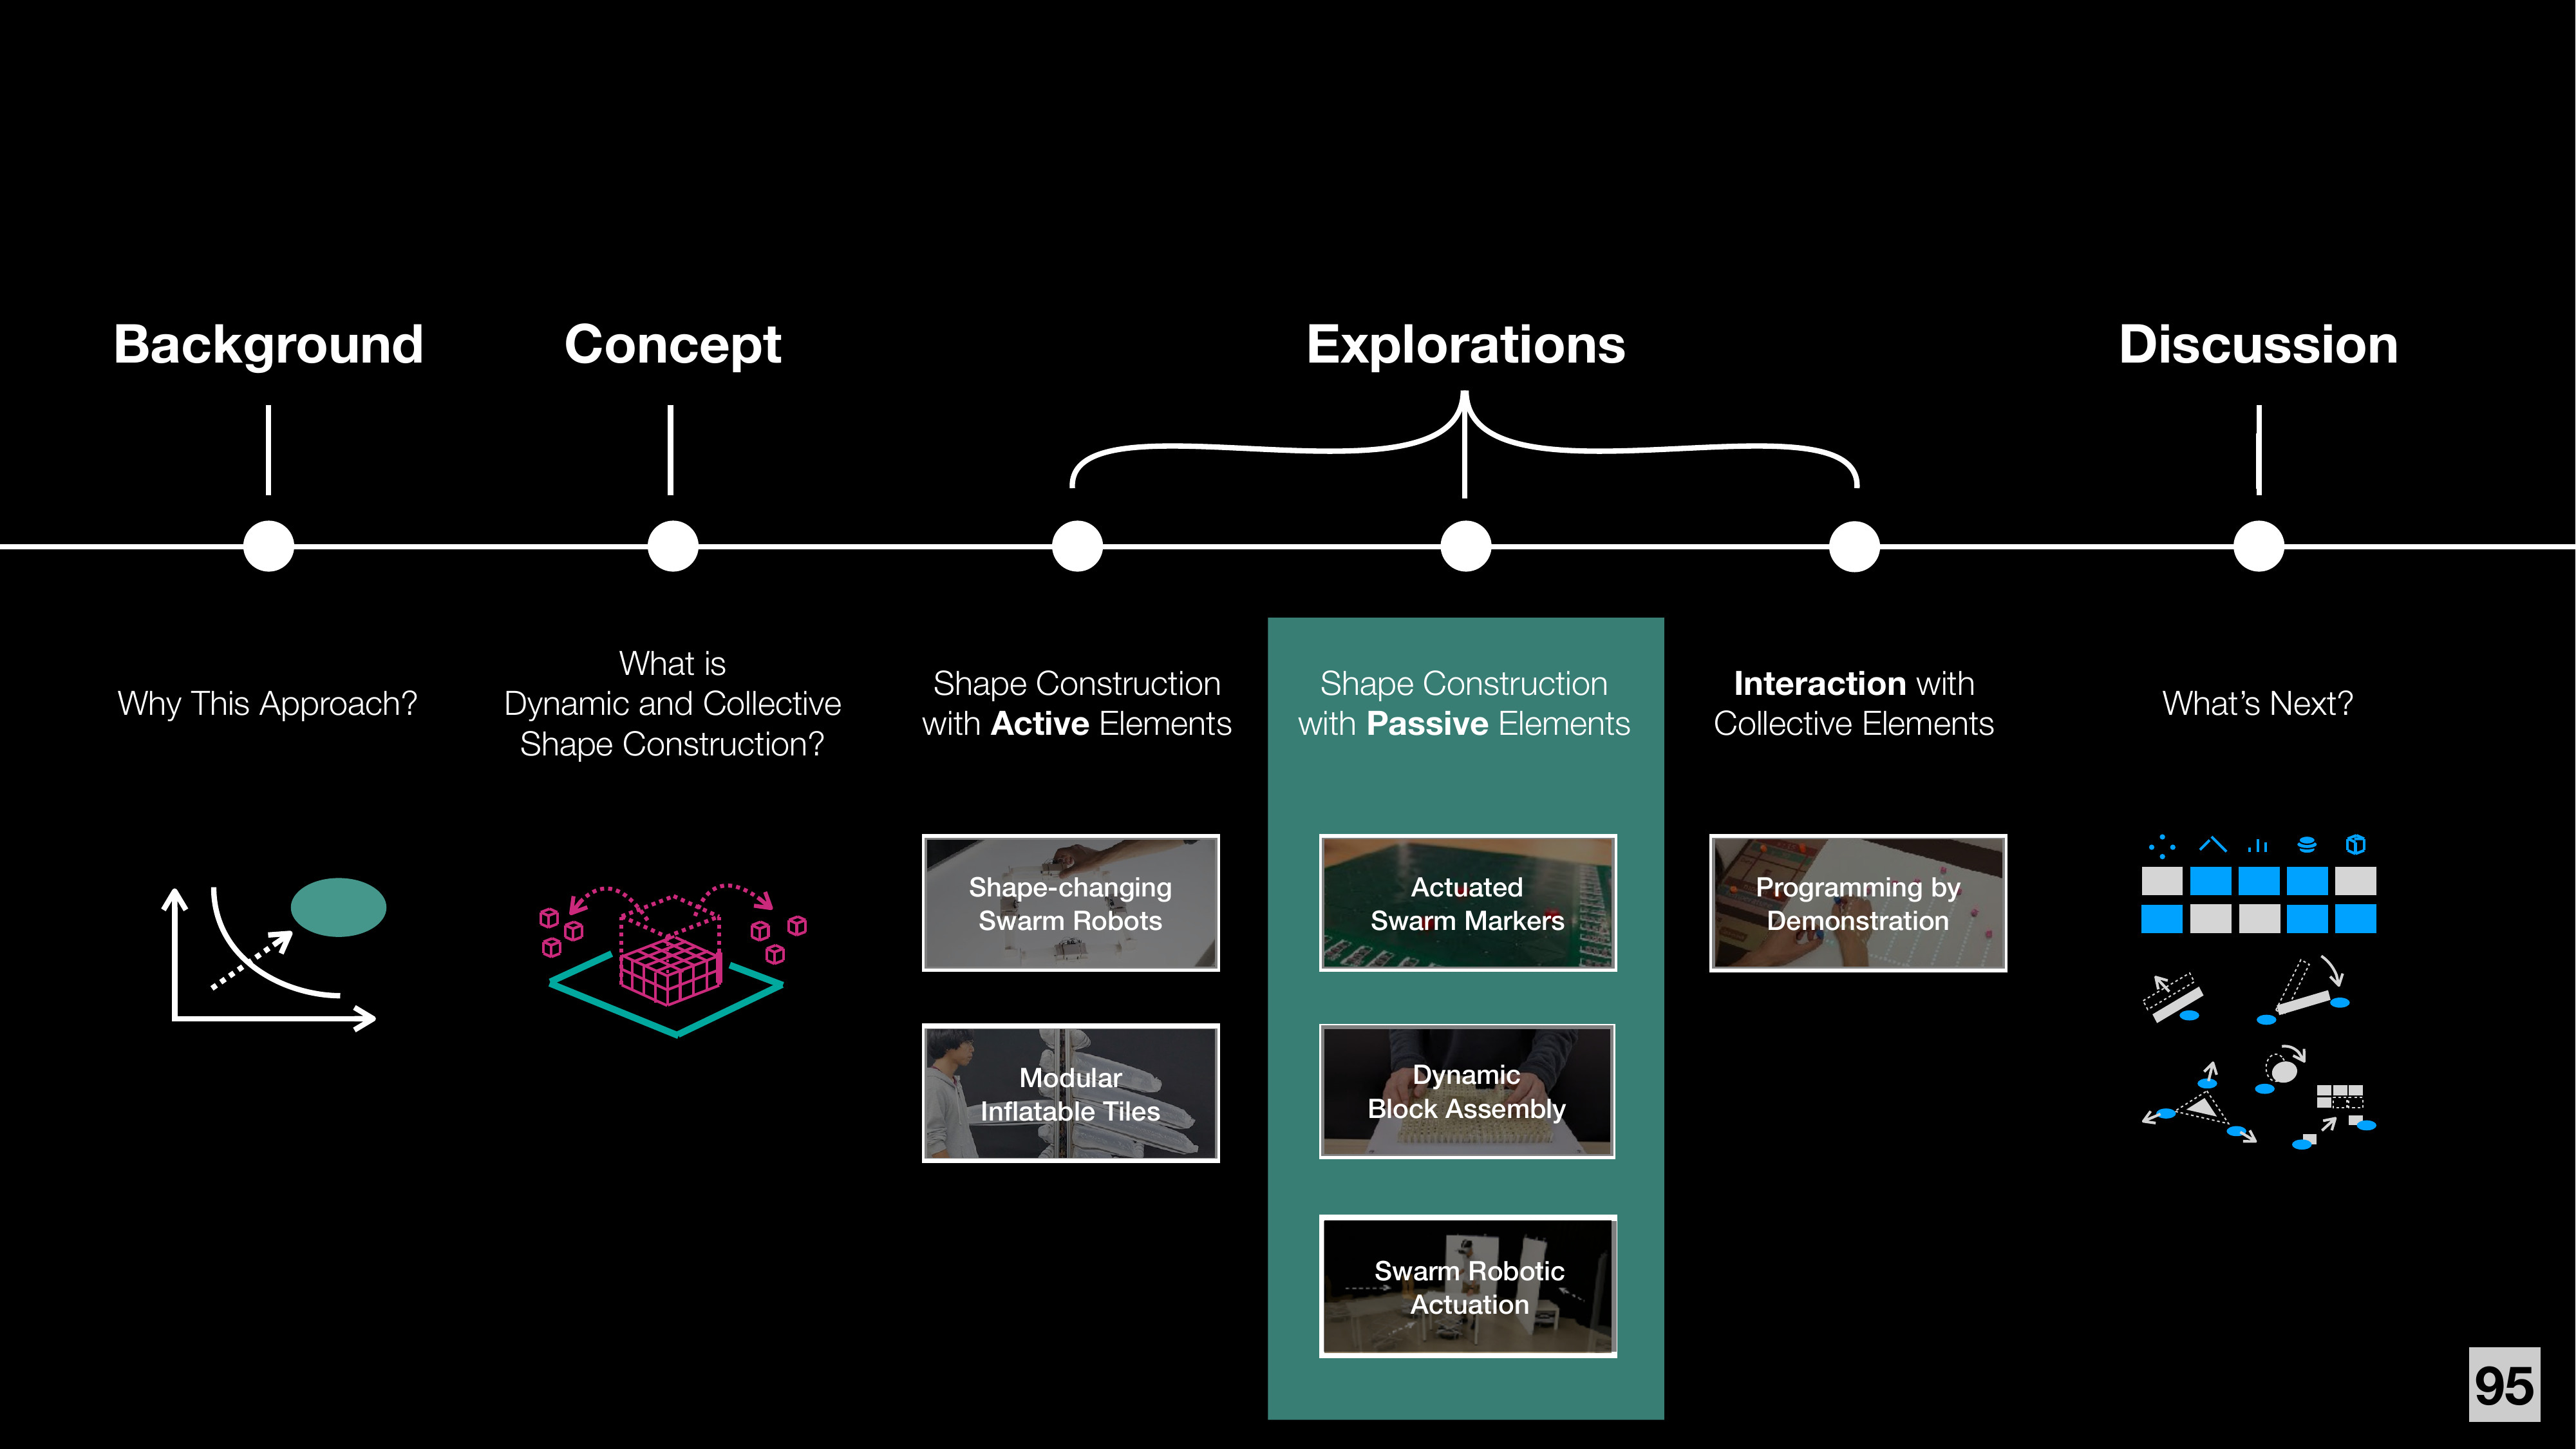 Background
Concept
Explorations
Discussion
Why This Approach?
What is
Dynamic and Collective
Shape Construction?
Shape Construction
with Active Elements
Shape Construction
with Passive Elements
Interaction with
Collective Elements
What's Next?
Shape-changing
Swarm Robots
Modular
Inflatable Tiles
Actuated
Swarm Markers
Dynamic
Block Assembly
Swarm Robotic
Actuation
Programming by
Demonstration
95